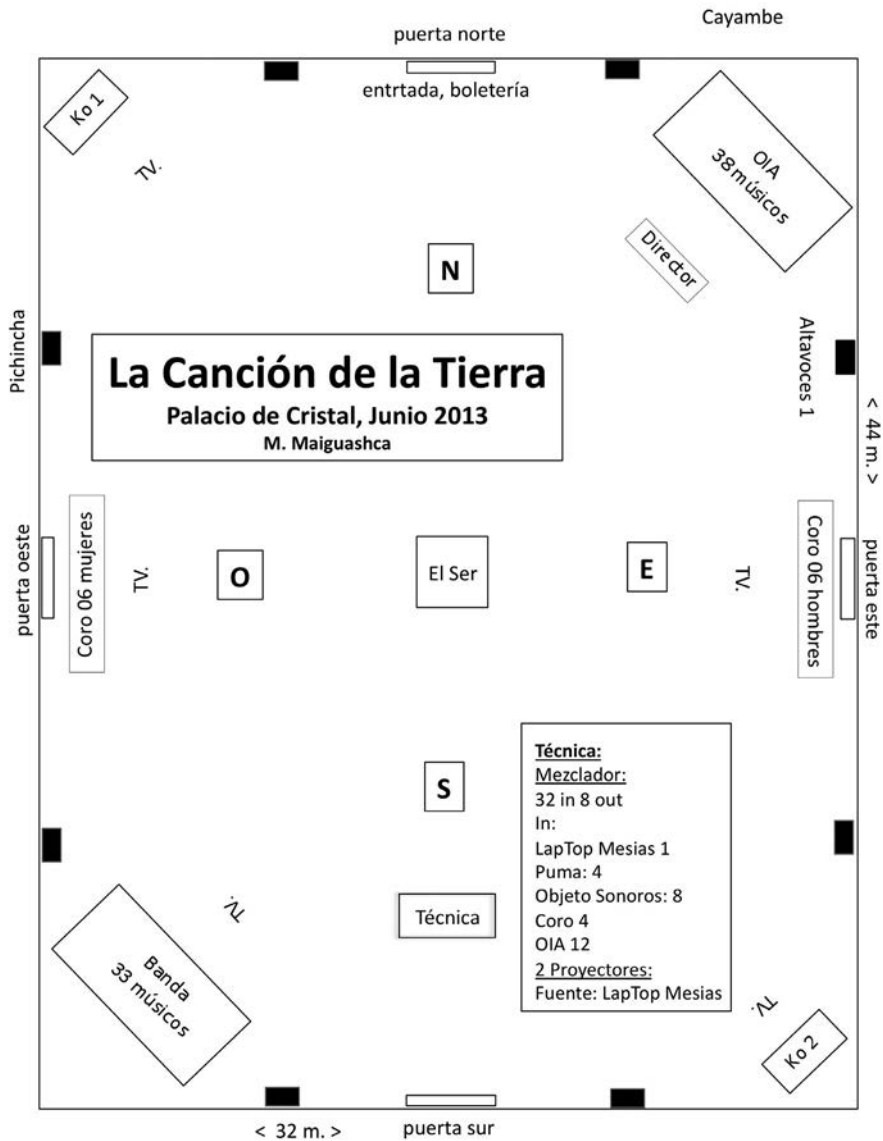 Cayambe
puerta norte
entrtada, boletería
Ko 1
TV.
OIA
38 músicos
Director
N
Pichincha
La Canción de la Tierra
Palacio de Cristal, Junio 2013
M. Maiguashca
Altavoces 1
< 44 m. >
puerta oeste
Coro 06 mujeres
TV.
O
El Ser
E
TV.
Coro 06 hombres
puerta este
S
Técnica:
Mezclador:
32 in 8 out
In:
LapTop Mesias 1
Puma: 4
Objeto Sonoros: 8
Coro 4
OIA 12
2 Proyectores:
Fuente: LapTop Mesias
TV.
Técnica
Banda
33 músicos
TV.
Ko 2
< 32 m. >
puerta sur